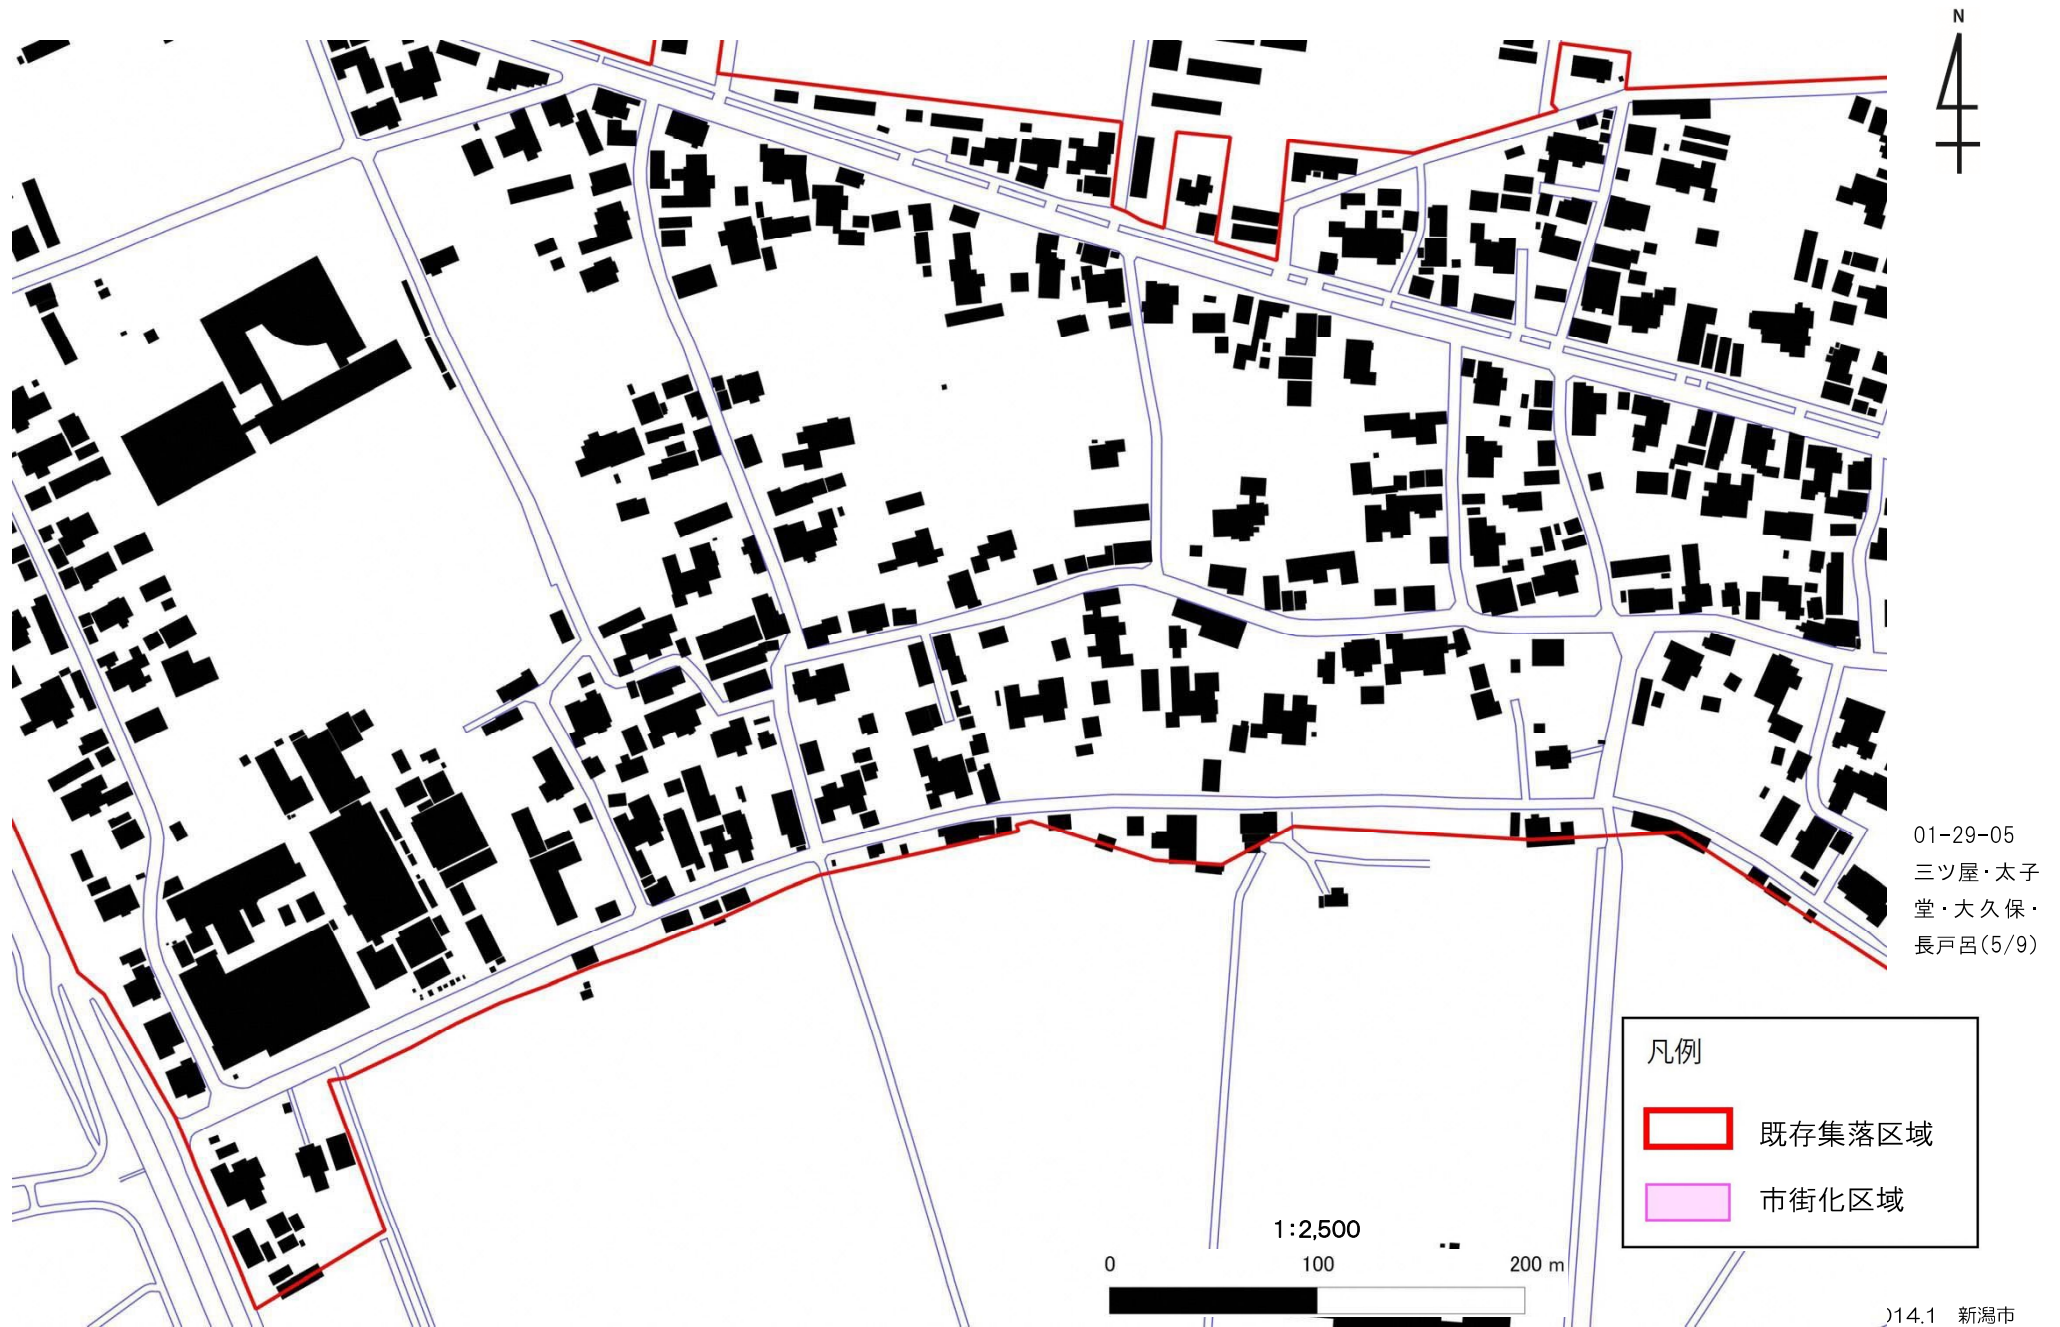 N
01-29-05
三ツ屋・太子
堂・大久保・
長戸呂(5/9)
凡例
既存集落区域
市街化区域
1:2,500
0 100 200 m
014.1 新潟市